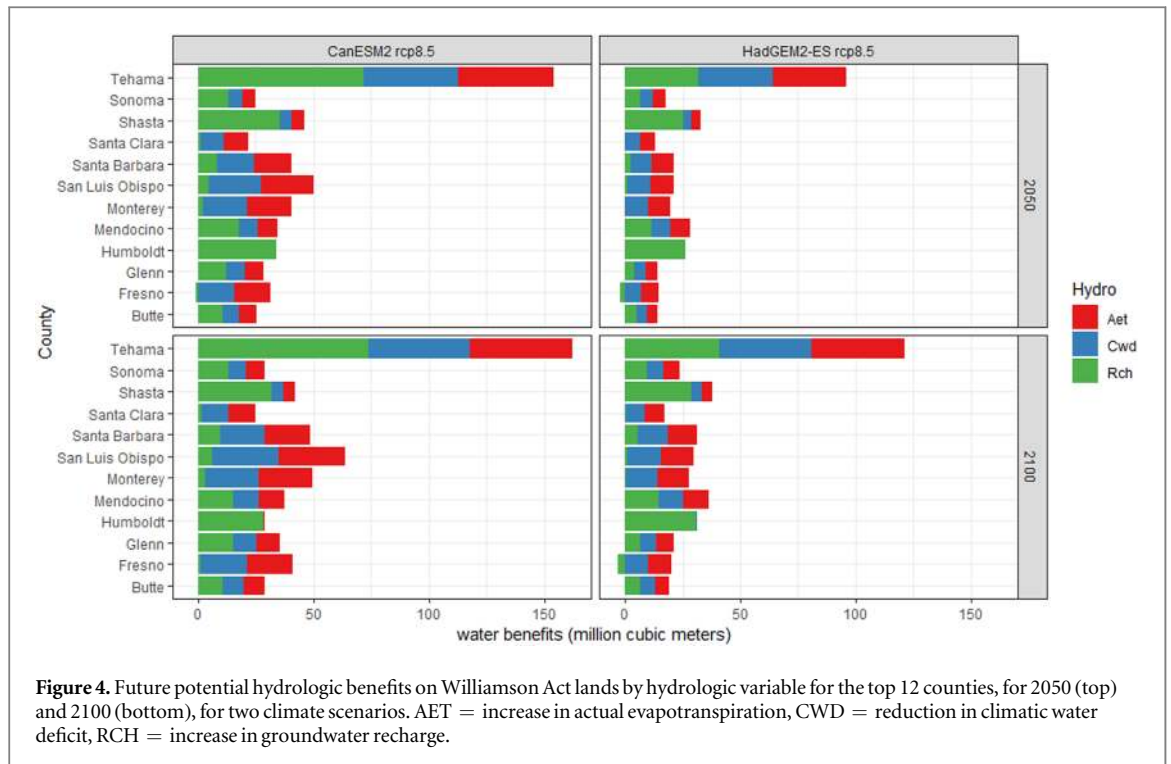 CanESM2 rcp8.5
HadGEM2-ES rcp8.5
County
Tehama
Sonoma
Shasta
Santa Clara
Santa Barbara
San Luis Obispo
Monterey
Mendocino
Humboldt
Glenn
Fresno
Butte
2050
Tehama
Sonoma
Shasta
Santa Clara
Santa Barbara
San Luis Obispo
Monterey
Mendocino
Humboldt
Glenn
Fresno
Butte
2100
0 50 100 150
0 50 100 150
water benefits (million cubic meters)
Hydro
Aet
Cwd
Rch
Figure 4. Future potential hydrologic benefits on Williamson Act lands by hydrologic variable for the top 12 counties, for 2050 (top)
and 2100 (bottom), for two climate scenarios. AET = increase in actual evapotranspiration, CWD = reduction in climatic water
deficit, RCH = increase in groundwater recharge.